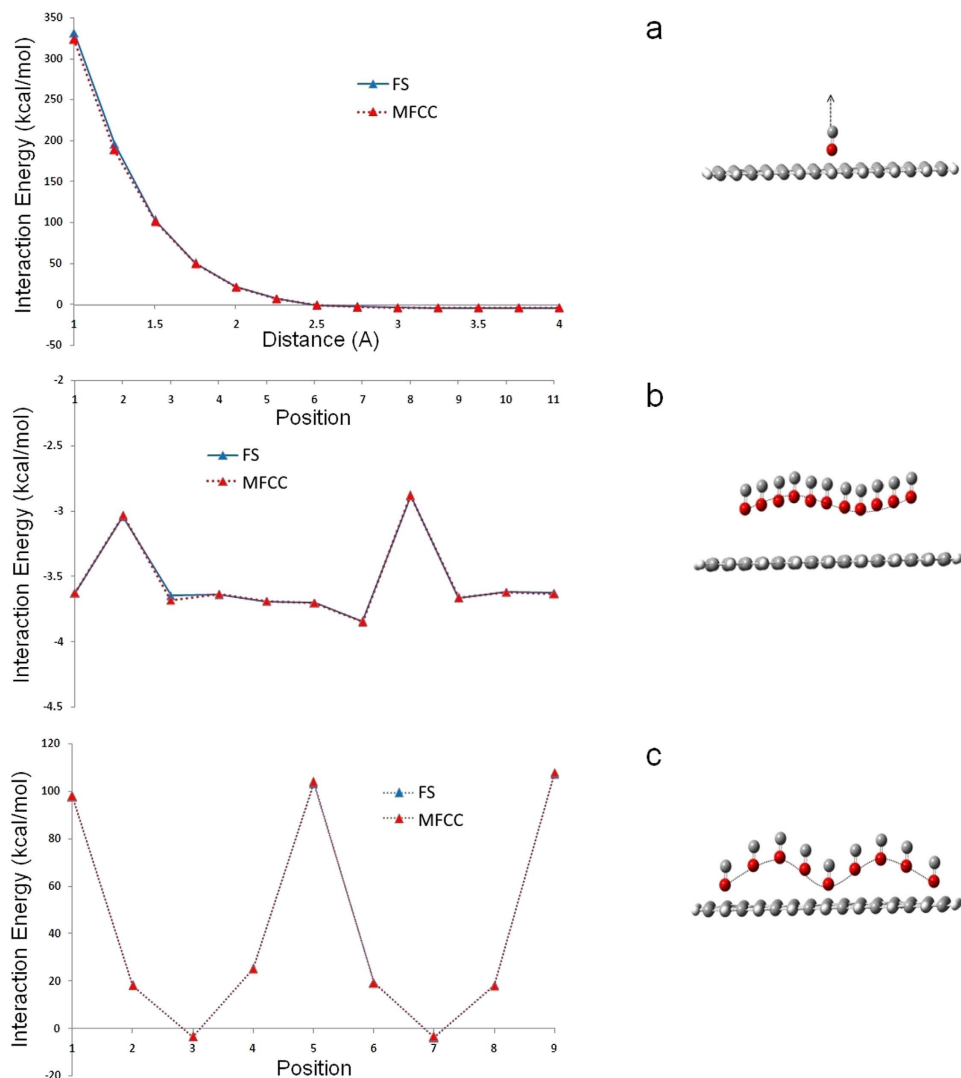 a
Interaction Energy (kcal/mol)
350
300
250
200
150
100
50
0
-50
FS
MFCC
1 1.5 2 2.5 3 3.5 4
Distance (A)
b
Interaction Energy (kcal/mol)
-2
-2.5
-3
-3.5
-4
-4.5
1 2 3 4 5 6 7 8 9 10 11
Position
FS
MFCC
c
Interaction Energy (kcal/mol)
120
100
80
60
40
20
0
-20
FS
MFCC
1 2 3 4 5 6 7 8 9
Position